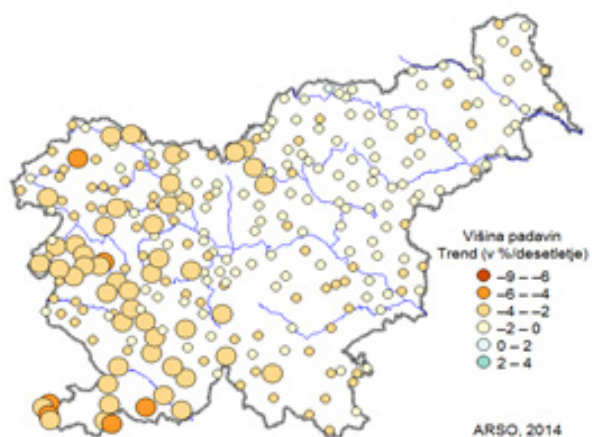 Višina padavin
Trend (v %/desetletje)
–9 – –6
–6 – –4
–4 – –2
–2 – 0
0 – 2
2 – 4
ARSO, 2014